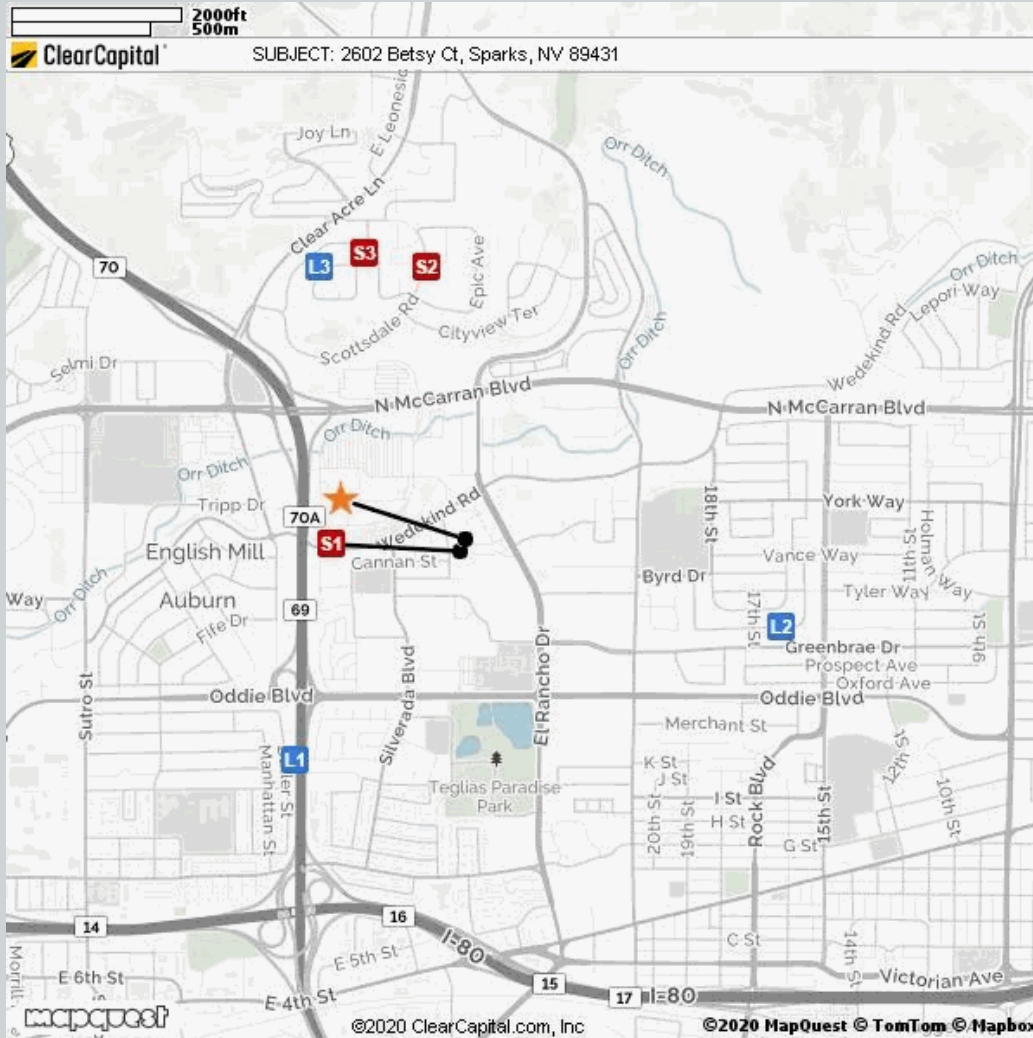 2000ft
500m
ClearCapital
SUBJECT: 2602 Betsy Ct, Sparks, NV 89431
Joy Ln
E Leonesio
Orr Ditch
Clear Acre Ln
S3
L3
S2
Epic Ave
70
Orr Ditch
Lepori Way
Scottsdale Rd
Cityview Ter
Orr Ditch
Wedekind Rd
Selmi Dr
N McCarran Blvd
N McCarran Blvd
Orr Ditch
Orr Ditch
Tripp Dr
70A
Wedekind Rd
18th St
York Way
S1
English Mill
Cannan St
Vance Way
11th St
Holman Way
Byrd Dr
Tyler Way
Way
Orr Ditch
Auburn
69
Fife Dr
17th St
L2
Greenbrae Dr
9th St
Prospect Ave
Oxford Ave
Sutro St
Oddie Blvd
Silverada Blvd
El Rancho Dr
Oddie Blvd
Merchant St
L1
Manhattan St
Teglias Paradise
Park
K St
J St
I St
H St
G St
20th St
19th St
Rock Blvd
15th St
12th St
10th St
14
16
I-80
C St
14th St
E 5th St
Morrill
E 6th St
15
17
I-80
Victorian Ave
E 4th St
mapquest
©2020 ClearCapital.com, Inc
©2020 MapQuest © TomTom © Mapbox